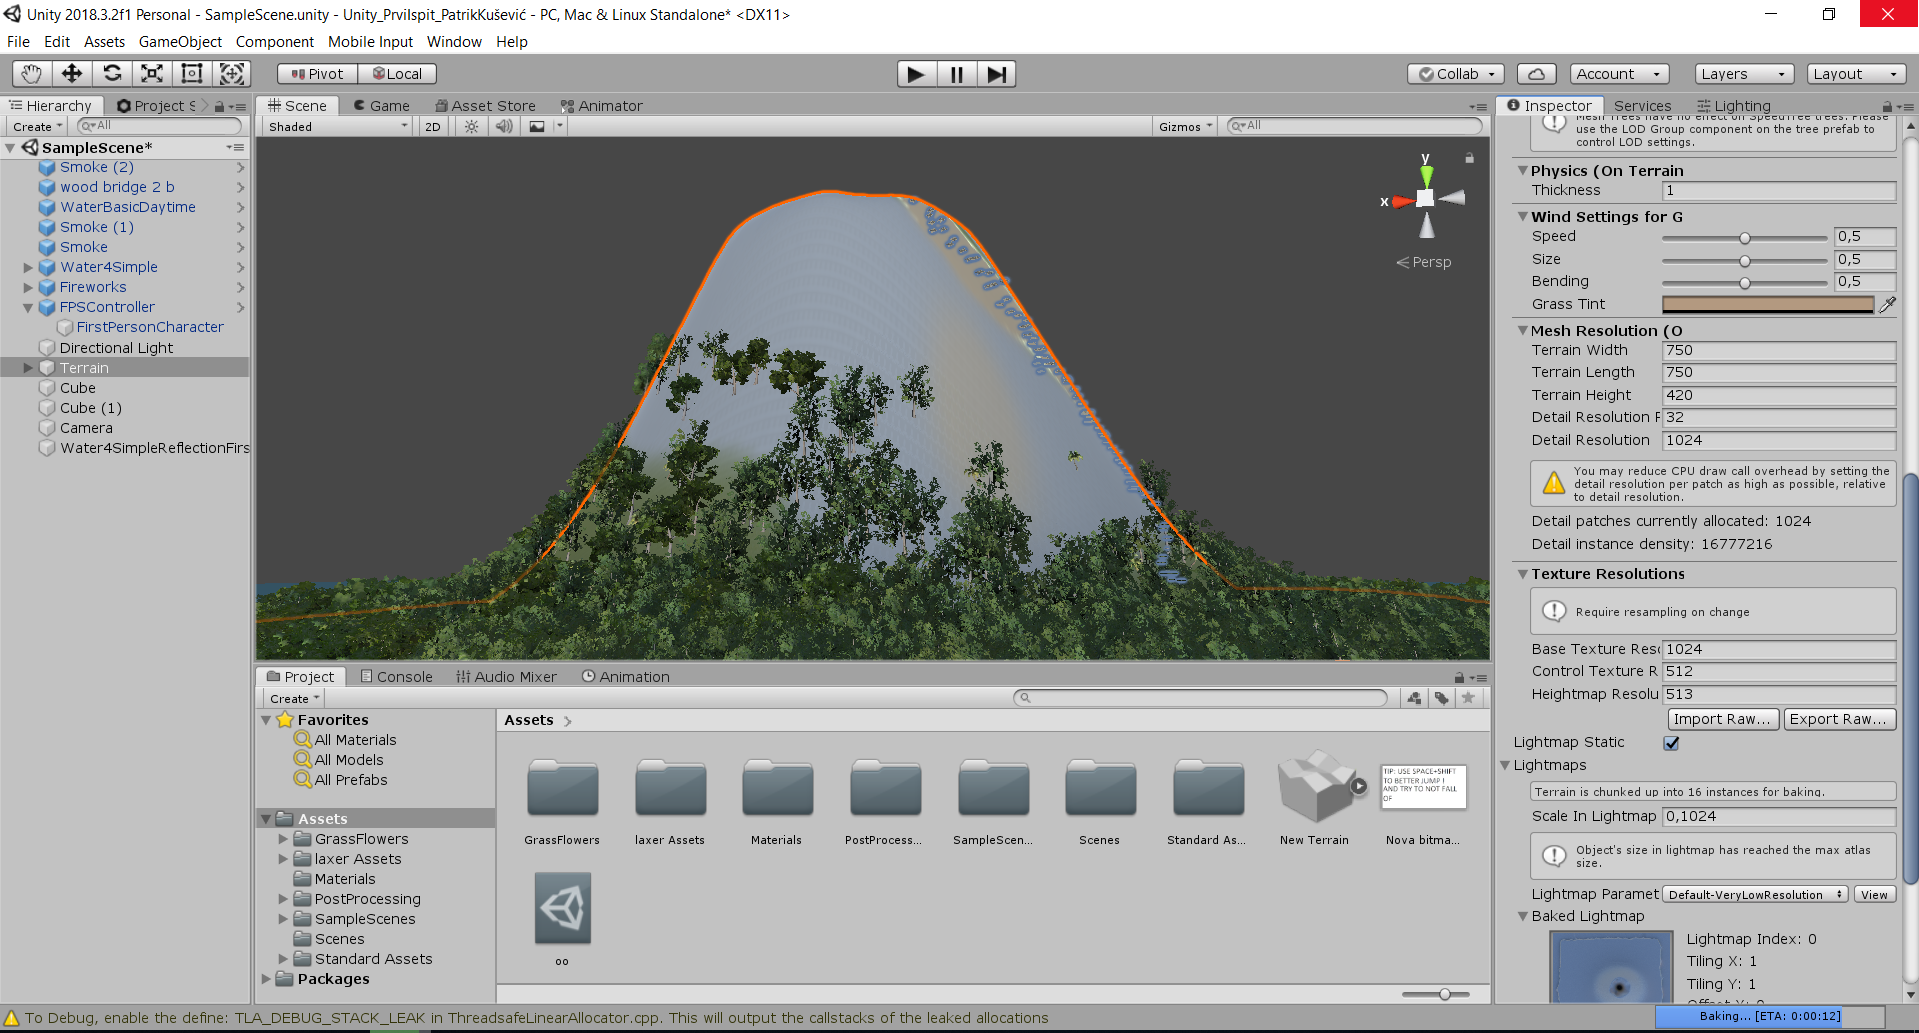 Unity 2018.3.2f1 Personal - SampleScene.unity - Unity_PrviIspit_PatrikKušević - PC, Mac & Linux Standalone* <DX11>
File Edit Assets GameObject Component Mobile Input Window Help
Pivot Local Collab Account Layers Layout
Hierarchy Project S
Create All
SampleScene*
Smoke (2)
wood bridge 2 b
WaterBasicDaytime
Smoke (1)
Smoke
Water4Simple
Fireworks
FPSController
FirstPersonCharacter
Directional Light
Terrain
Cube
Cube (1)
Camera
Water4SimpleReflectionFirs
Scene Game Asset Store Animator
Shaded 2D Gizmos All
y
x
Persp
Project Console Audio Mixer Animation
Create
Favorites
All Materials
All Models
All Prefabs
Assets
GrassFlowers
laxer Assets
Materials
PostProcessing
SampleScenes
Scenes
Standard Assets
Packages
Assets
TIP: USE SPACE+SHIFT
TO BETTER JUMP !
AND TRY TO NOT FALL
OF
GrassFlowers laxer Assets Materials PostProcess... SampleScen... Scenes Standard As... New Terrain Nova bitma...
oo
Inspector Services Lighting
Mesh Trees have no effect on SpeedTree trees. Please
use the LOD Group component on the tree prefab to
control LOD settings.
Physics (On Terrain
Thickness 1
Wind Settings for G
Speed 0,5
Size 0,5
Bending 0,5
Grass Tint
Mesh Resolution (O
Terrain Width 750
Terrain Length 750
Terrain Height 420
Detail Resolution F 32
Detail Resolution 1024
You may reduce CPU draw call overhead by setting the
detail resolution per patch as high as possible, relative
to detail resolution.
Detail patches currently allocated: 1024
Detail instance density: 16777216
Texture Resolutions
Require resampling on change
Base Texture Reso 1024
Control Texture R 512
Heightmap Resolu 513
Import Raw... Export Raw...
Lightmap Static
Lightmaps
Terrain is chunked up into 16 instances for baking.
Scale In Lightmap 0,1024
Object's size in lightmap has reached the max atlas
size.
Lightmap Paramet Default-VeryLowResolution View
Baked Lightmap
Lightmap Index: 0
Tiling X: 1
Tiling Y: 1
Offset X: 0
To Debug, enable the define: TLA_DEBUG_STACK_LEAK in ThreadsafeLinearAllocator.cpp. This will output the callstacks of the leaked allocations
Baking... [ETA: 0:00:12]